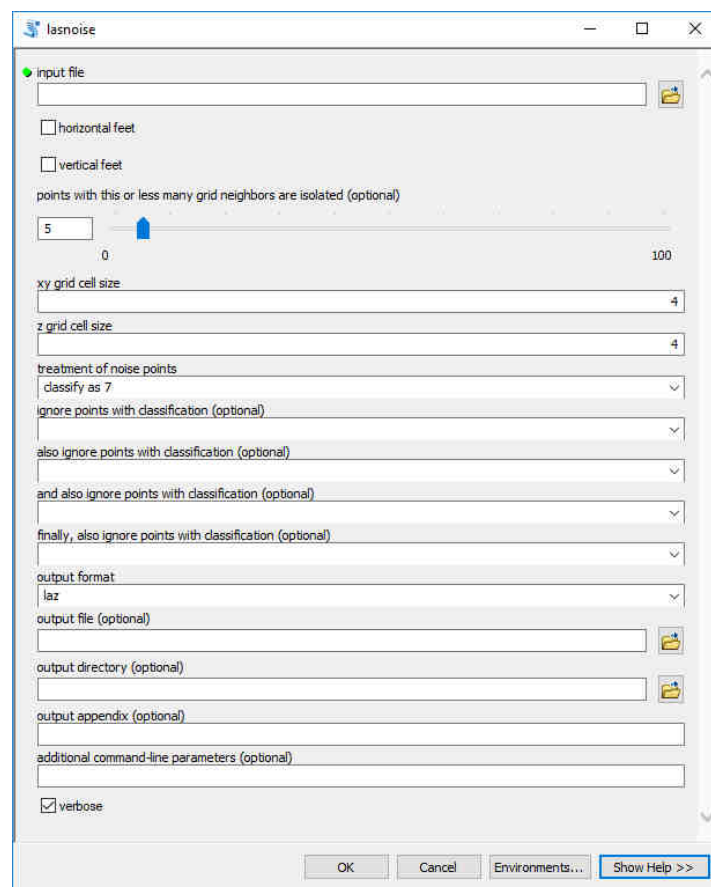 lasnoise
input file
horizontal feet
vertical feet
points with this or less many grid neighbors are isolated (optional)
5
0 100
xy grid cell size
4
z grid cell size
4
treatment of noise points
classify as 7
ignore points with classification (optional)
also ignore points with classification (optional)
and also ignore points with classification (optional)
finally, also ignore points with classification (optional)
output format
laz
output file (optional)
output directory (optional)
output appendix (optional)
additional command-line parameters (optional)
verbose
OK Cancel Environments... Show Help >>